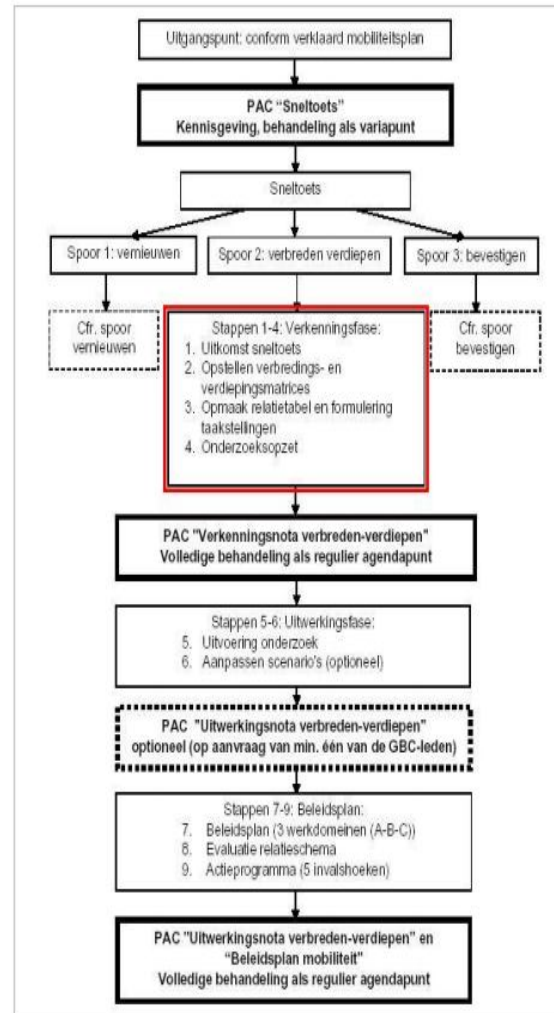 Uitgangspunt: conform verklaard mobiliteitsplan
PAC “Sneltoets”
Kennisgeving, behandeling als variapunt
Sneltoets
Spoor 1: vernieuwen
Spoor 2: verbreden verdiepen
Spoor 3: bevestigen
Cfr. spoor
vernieuwen
Stappen 1-4: Verkenningsfase:
1. Uitkomst sneltoets
2. Opstellen verbredings- en
verdiepingsmatrices
3. Opmaak relatietabel en formulering
taakstellingen
4. Onderzoeksopzet
Cfr. spoor
bevestigen
PAC "Verkenningsnota verbreden-verdiepen"
Volledige behandeling als regulier agendapunt
Stappen 5-6: Uitwerkingsfase:
5. Uitvoering onderzoek
6. Aanpassen scenario's (optioneel)
PAC "Uitwerkingsnota verbreden-verdiepen"
optioneel (op aanvraag van min. één van de GBC-leden)
Stappen 7-9: Beleidsplan:
7. Beleidsplan (3 werkdomeinen (A-B-C))
8. Evaluatie relatieschema
9. Actieprogramma (5 invalshoeken)
PAC "Uitwerkingsnota verbreden-verdiepen” en
“Beleidsplan mobiliteit”
Volledige behandeling als regulier agendapunt